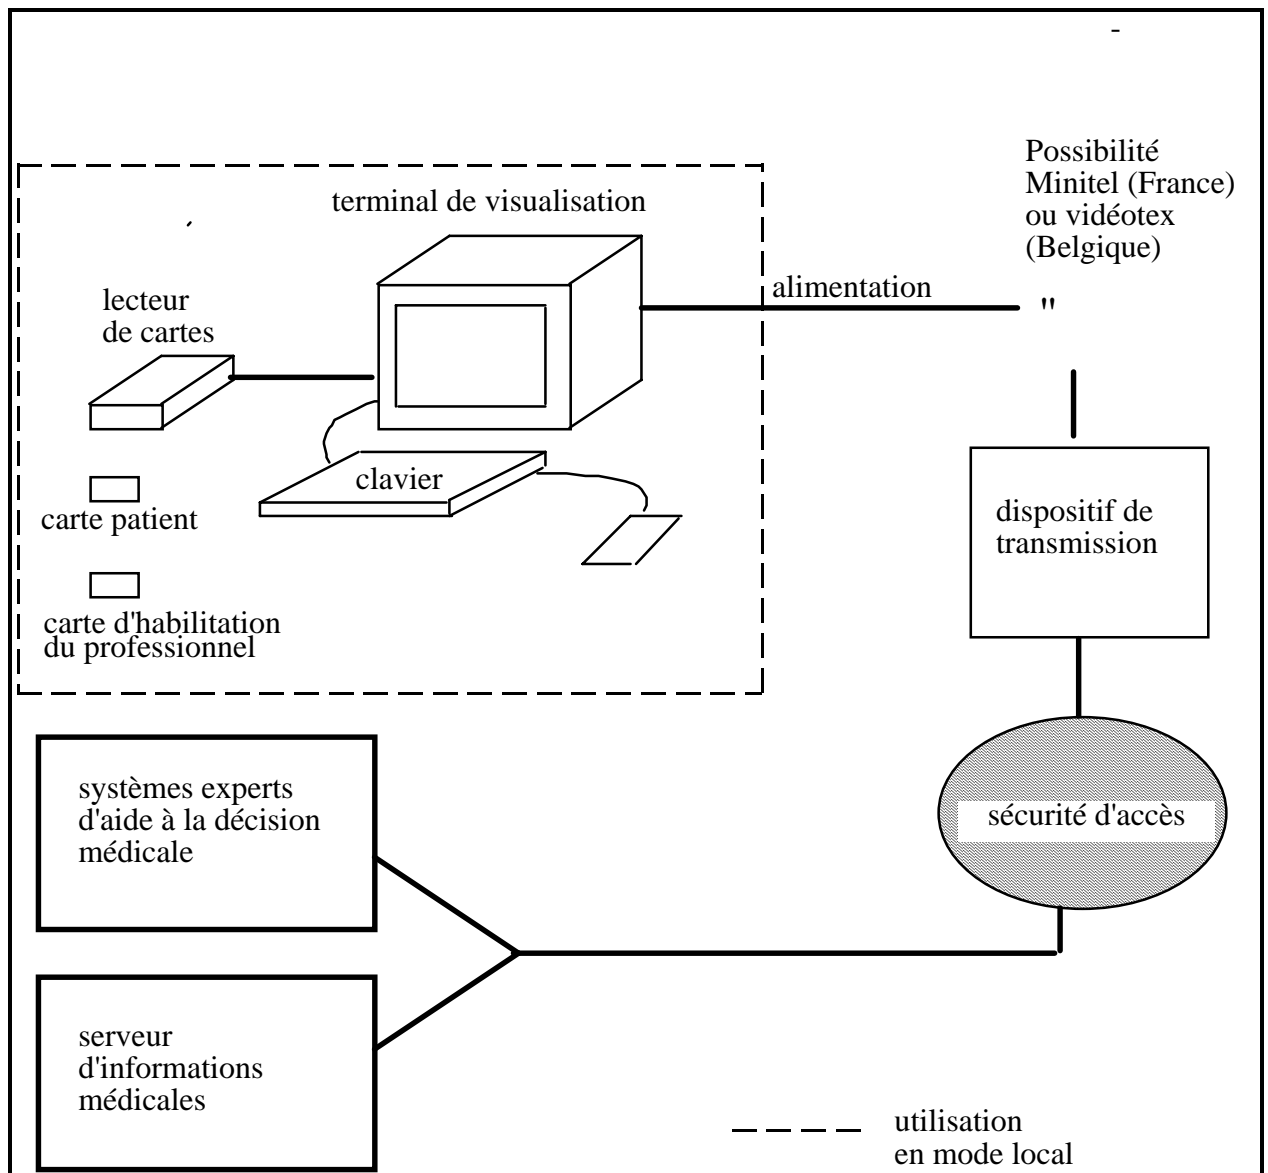 Possibilité
Minitel (France)
ou vidéotex
(Belgique)
terminal de visualisation
alimentation
"
lecteur
de cartes
clavier
carte patient
dispositif de
transmission
carte d'habilitation
du professionnel
systèmes experts
d'aide à la décision
médicale
sécurité d'accès
serveur
d'informations
médicales
utilisation
en mode local